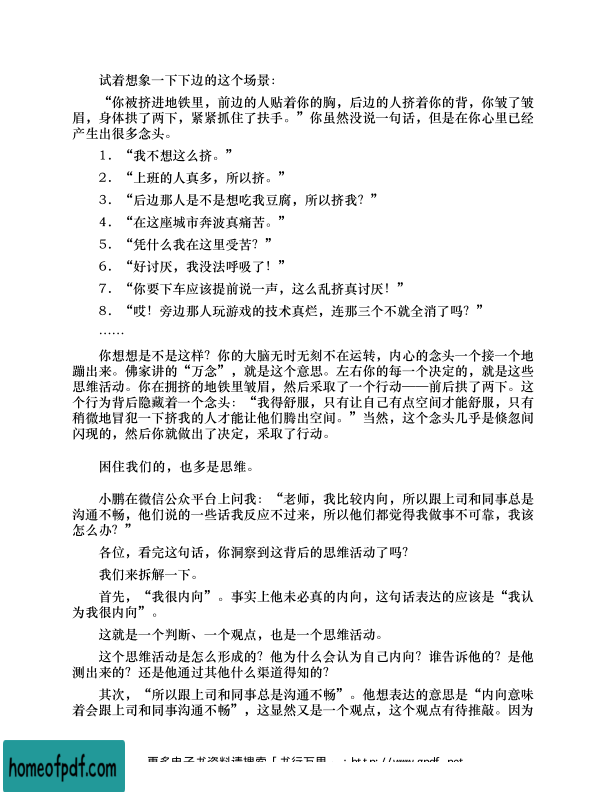 试着想象一下下边的这个场景：
“你被挤进地铁里，前边的人贴着你的胸，后边的人挤着你的背，你皱了皱
眉，身体拱了两下，紧紧抓住了扶手。”你虽然没说一句话，但是在你心里已经
产生出很多念头。
1．“我不想这么挤。”
2．“上班的人真多，所以挤。”
3．“后边那人是不是想吃我豆腐，所以挤我？”
4．“在这座城市奔波真痛苦。”
5．“凭什么我在这里受苦？”
6．“好讨厌，我没法呼吸了！”
7．“你要下车应该提前说一声，这么乱挤真讨厌！”
8．“哎！旁边那人玩游戏的技术真烂，连那三个不就全消了吗？”
……
你想想是不是这样？你的大脑无时无刻不在运转，内心的念头一个接一个地
蹦出来。佛家讲的“万念”，就是这个意思。左右你的每一个决定的，就是这些
思维活动。你在拥挤的地铁里皱眉，然后采取了一个行动——前后拱了两下。这
个行为背后隐藏着一个念头：“我得舒服，只有让自己有点空间才能舒服，只有
稍微地冒犯一下挤我的人才能让他们腾出空间。”当然，这个念头几乎是倏忽间
闪现的，然后你就做出了决定，采取了行动。
困住我们的，也多是思维。
小鹏在微信公众平台上问我：“老师，我比较内向，所以跟上司和同事总是
沟通不畅，他们说的一些话我反应不过来，所以他们都觉得我做事不可靠，我该
怎么办？”
各位，看完这句话，你洞察到这背后的思维活动了吗？
我们来拆解一下。
首先，“我很内向”。事实上他未必真的内向，这句话表达的应该是“我认
为我很内向”。
这就是一个判断、一个观点，也是一个思维活动。
这个思维活动是怎么形成的？他为什么会认为自己内向？谁告诉他的？是他
测出来的？还是他通过其他什么渠道得知的？
其次，“所以跟上司和同事总是沟通不畅”。他想表达的意思是“内向意味
着会跟上司和同事沟通不畅”，这显然又是一个观点，这个观点有待推敲。因为
homeofpdf.com